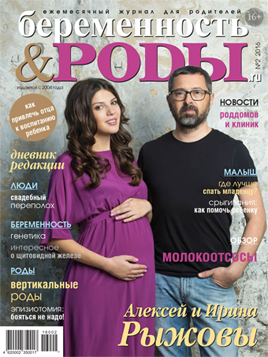 ежемесячный журнал для родителей
16+
беременность
&РОДЫ.ru
издаётся с 2004 года
№2 2016
как
привлечь отца
к воспитанию
ребенка
НОВОСТИ
роддомов
и клиник
дневник
редакции
ЛЮДИ
свадебный
переполох
БЕРЕМЕННОСТЬ
генетика
интересное
о щитовидной железе
РОДЫ
вертикальные
роды
эпизиотомия:
бояться не надо!
МАЛЫШ
где лучше
спать младенцу?
срыгивания:
как помочь ребенку
ОБЗОР
МОЛОКООТСОСЫ
Алексей и Ирина
Рыжовы